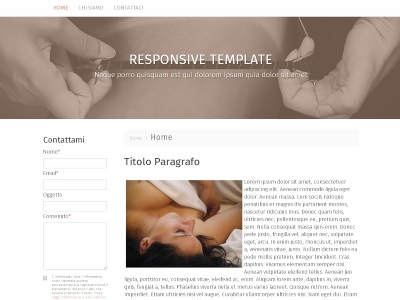 HOME CHI SIAMO CONTATTACI
RESPONSIVE TEMPLATE
Neque porro quisquam est qui dolorem ipsum quia dolor sit amet
Contattami
Nome*
Email*
Oggetto
Contenuto*
Home | Home
Titolo Paragrafo
Lorem ipsum dolor sit amet, consectetuer
adipiscing elit. Aenean commodo ligula eget
dolor. Aenean massa. Cum sociis natoque
penatibus et magnis dis parturient montes,
nascetur ridiculus mus. Donec quam felis,
ultricies nec, pellentesque eu, pretium quis,
sem. Nulla consequat massa quis enim. Donec
pede justo, fringilla vel, aliquet nec, vulputate
eget, arcu. In enim justo, rhoncus ut, imperdiet
a, venenatis vitae, justo. Nullam dictum felis eu
pede mollis pretium. Integer tincidunt. Cras
dapibus. Vivamus elementum semper nisi.
Aenean vulputate eleifend tellus. Aenean leo
ligula, porttitor eu, consequat vitae, eleifend ac, enim. Aliquam lorem ante, dapibus in, viverra
quis, feugiat a, tellus. Phasellus viverra nulla ut metus varius laoreet. Quisque rutrum. Aenean
imperdiet. Etiam ultricies nisi vel augue. Curabitur ullamcorper ultricies nisi. Nam eget dui. Etiam